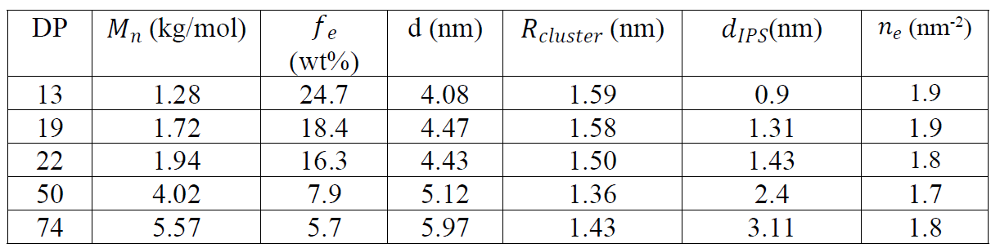 DP M_n (kg/mol) f_e (wt%) d (nm) R_cluster (nm) d_IPS(nm) n_e (nm⁻²)
13 1.28 24.7 4.08 1.59 0.9 1.9
19 1.72 18.4 4.47 1.58 1.31 1.9
22 1.94 16.3 4.43 1.50 1.43 1.8
50 4.02 7.9 5.12 1.36 2.4 1.7
74 5.57 5.7 5.97 1.43 3.11 1.8